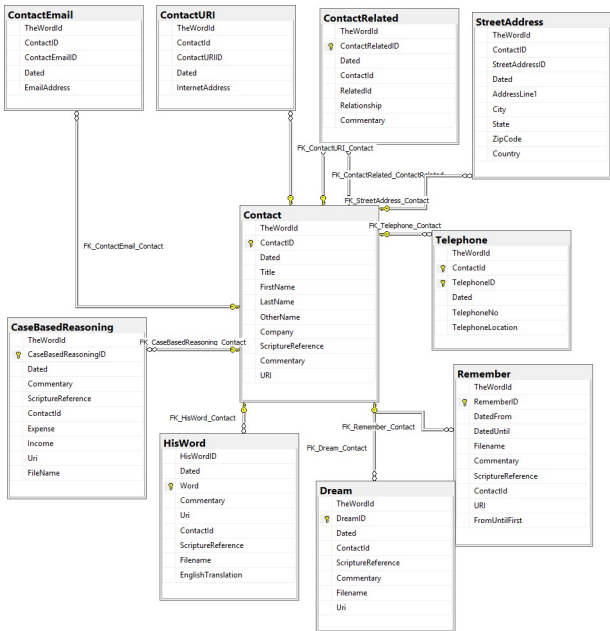 ContactEmail
TheWordId
ContactID
ContactEmailID
Dated
EmailAddress
ContactURI
TheWordId
ContactId
ContactURIID
Dated
InternetAddress
ContactRelated
TheWordId
ContactRelatedID
Dated
ContactId
RelatedId
Relationship
Commentary
StreetAddress
TheWordId
ContactID
StreetAddressID
Dated
AddressLine1
City
State
ZipCode
Country
FK_ContactURI_Contact
FK_ContactRelated_ContactRelated
FK_StreetAddress_Contact
FK_Telephone_Contact
FK_ContactEmail_Contact
Contact
TheWordId
ContactID
Dated
Title
FirstName
LastName
OtherName
Company
ScriptureReference
Commentary
URI
Telephone
TheWordId
ContactId
TelephoneID
Dated
TelephoneNo
TelephoneLocation
CaseBasedReasoning
TheWordId
CaseBasedReasoningID
Dated
Commentary
ScriptureReference
ContactId
Expense
Income
Uri
FileName
FK_CaseBasedReasoning_Contact
FK_HisWord_Contact
FK_Remember_Contact
FK_Dream_Contact
Remember
TheWordId
RememberID
DatedFrom
DatedUntil
Filename
Commentary
ScriptureReference
ContactId
URI
FromUntilFirst
HisWord
HisWordID
Dated
Word
Commentary
Uri
ContactId
ScriptureReference
Filename
EnglishTranslation
Dream
TheWordId
DreamID
Dated
ContactId
ScriptureReference
Commentary
Filename
Uri